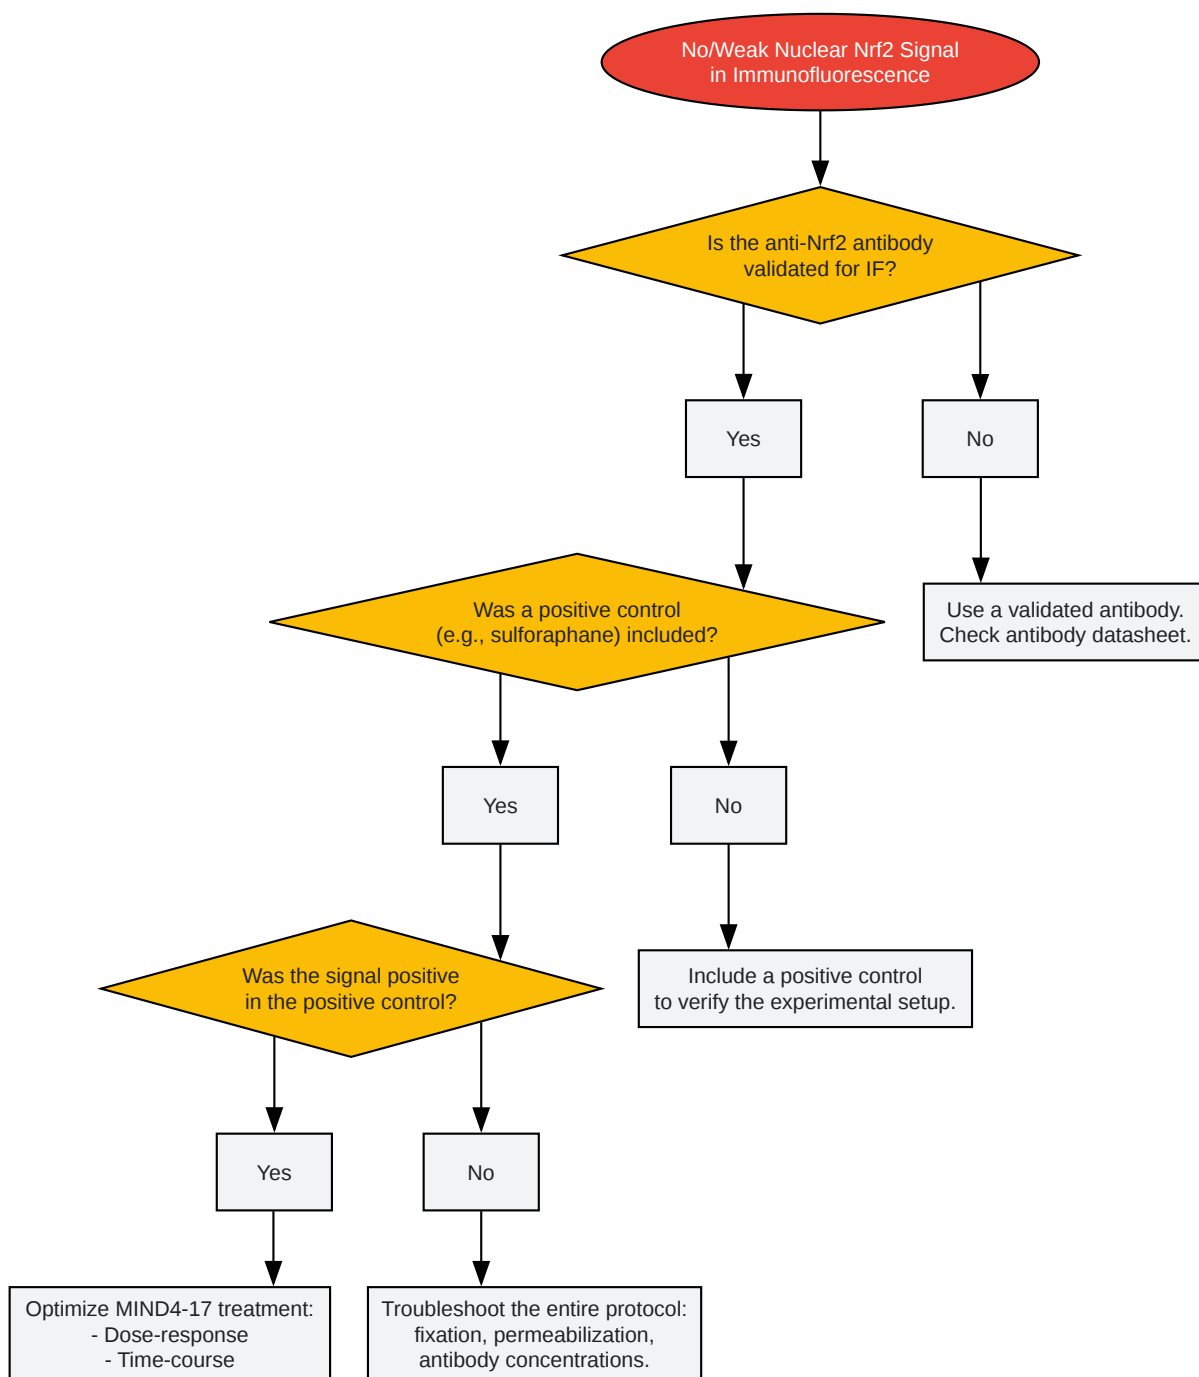 No/Weak Nuclear Nrf2 Signal
in Immunofluorescence
Is the anti-Nrf2 antibody
validated for IF?
Yes
No
Was a positive control
(e.g., sulforaphane) included?
Use a validated antibody.
Check antibody datasheet.
Yes
No
Was the signal positive
in the positive control?
Include a positive control
to verify the experimental setup.
Yes
No
Optimize MIND4-17 treatment:
- Dose-response
- Time-course
Troubleshoot the entire protocol:
fixation, permeabilization,
antibody concentrations.